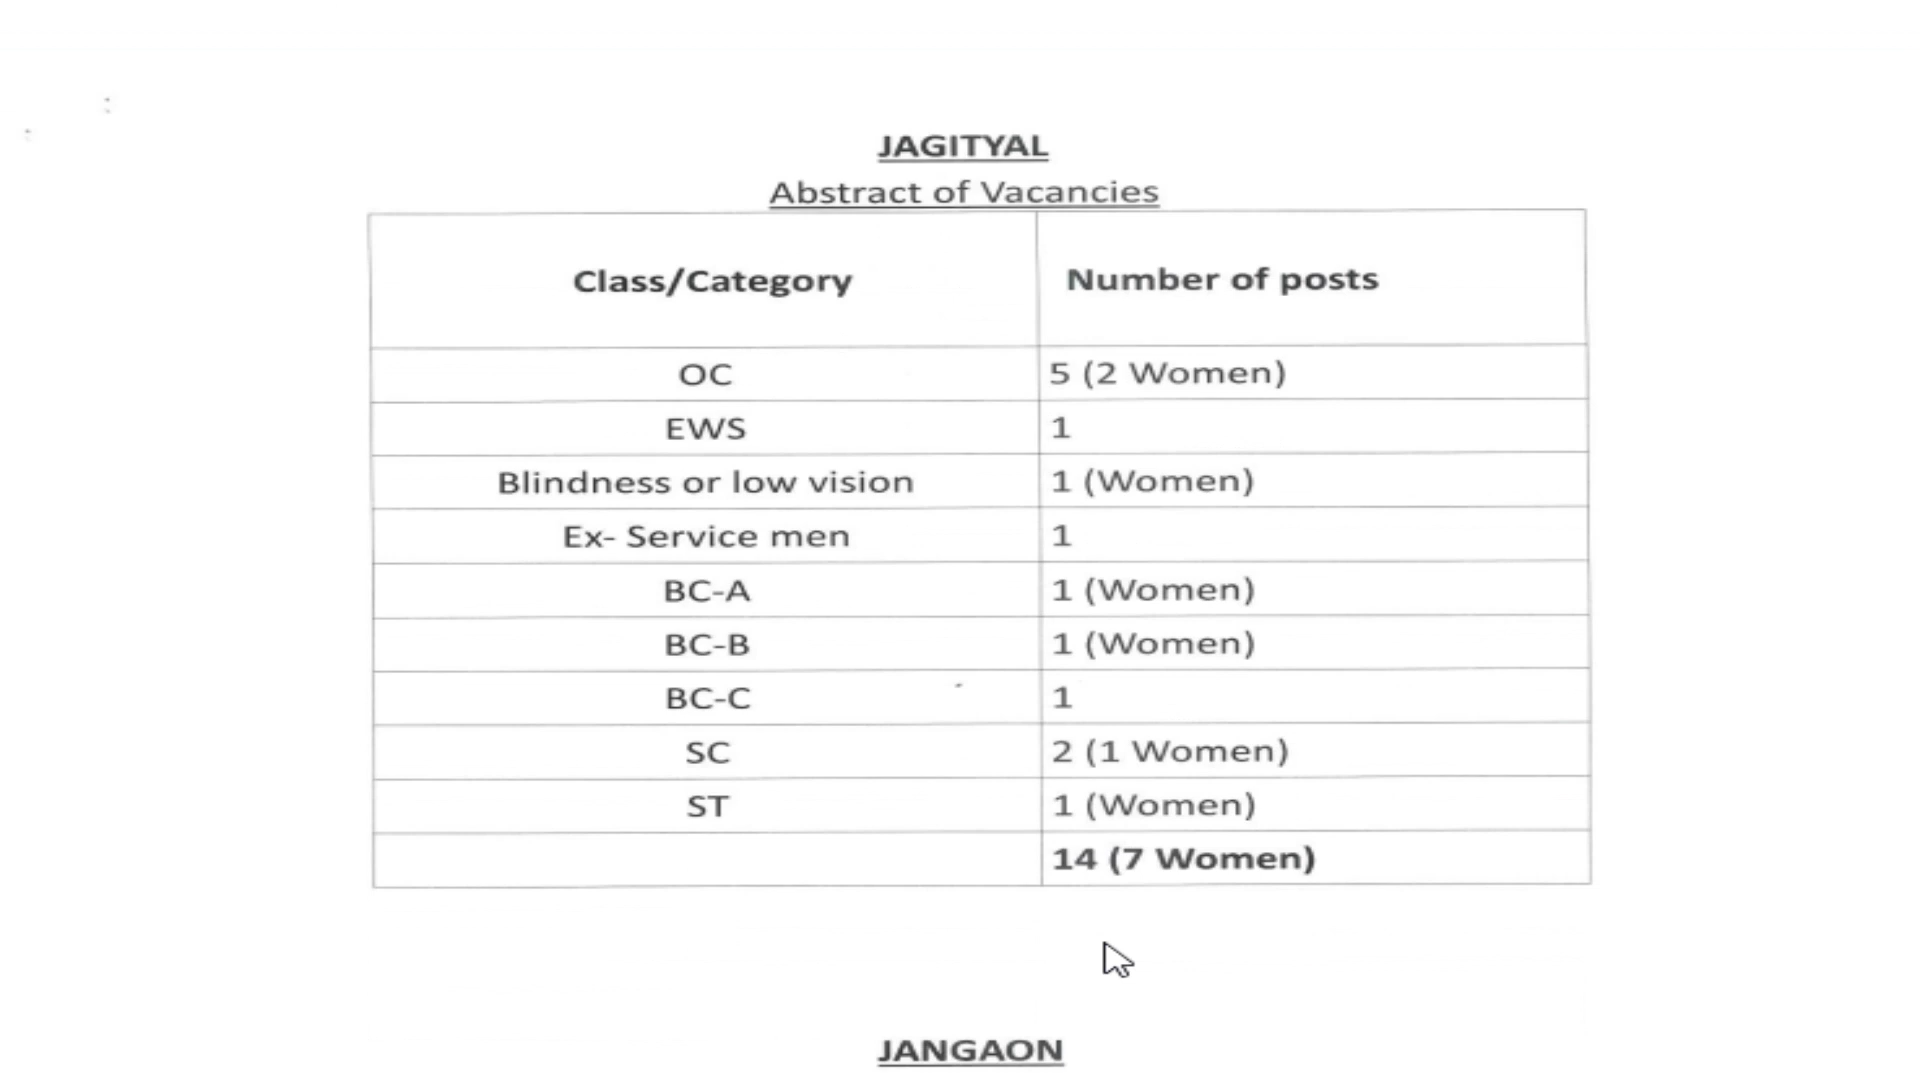 JAGITYAL
Abstract of Vacancies
Class/Category Number of posts
OC 5 (2 Women)
EWS 1
Blindness or low vision 1 (Women)
Ex- Service men 1
BC-A 1 (Women)
BC-B 1 (Women)
BC-C 1
SC 2 (1 Women)
ST 1 (Women)
14 (7 Women)
JANGAON